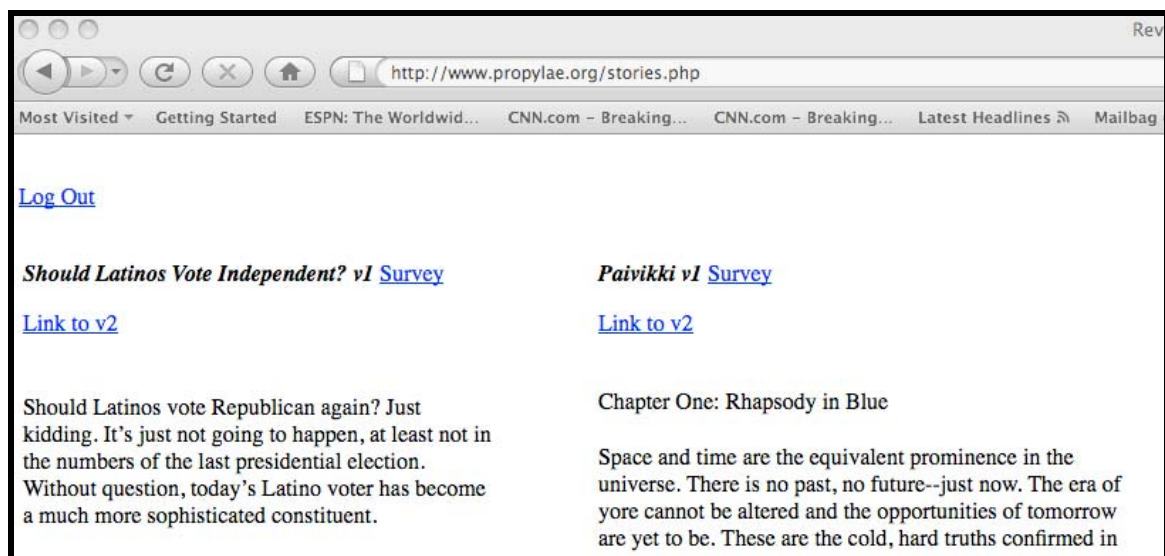 Rev
http://www.propylae.org/stories.php
Most Visited Getting Started ESPN: The Worldwid... CNN.com – Breaking... CNN.com – Breaking... Latest Headlines Mailbag
Log Out
Should Latinos Vote Independent? v1 Survey
Link to v2
Should Latinos vote Republican again? Just
kidding. It's just not going to happen, at least not in
the numbers of the last presidential election.
Without question, today's Latino voter has become
a much more sophisticated constituent.
Paivikki v1 Survey
Link to v2
Chapter One: Rhapsody in Blue
Space and time are the equivalent prominence in the
universe. There is no past, no future--just now. The era of
yore cannot be altered and the opportunities of tomorrow
are yet to be. These are the cold, hard truths confirmed in